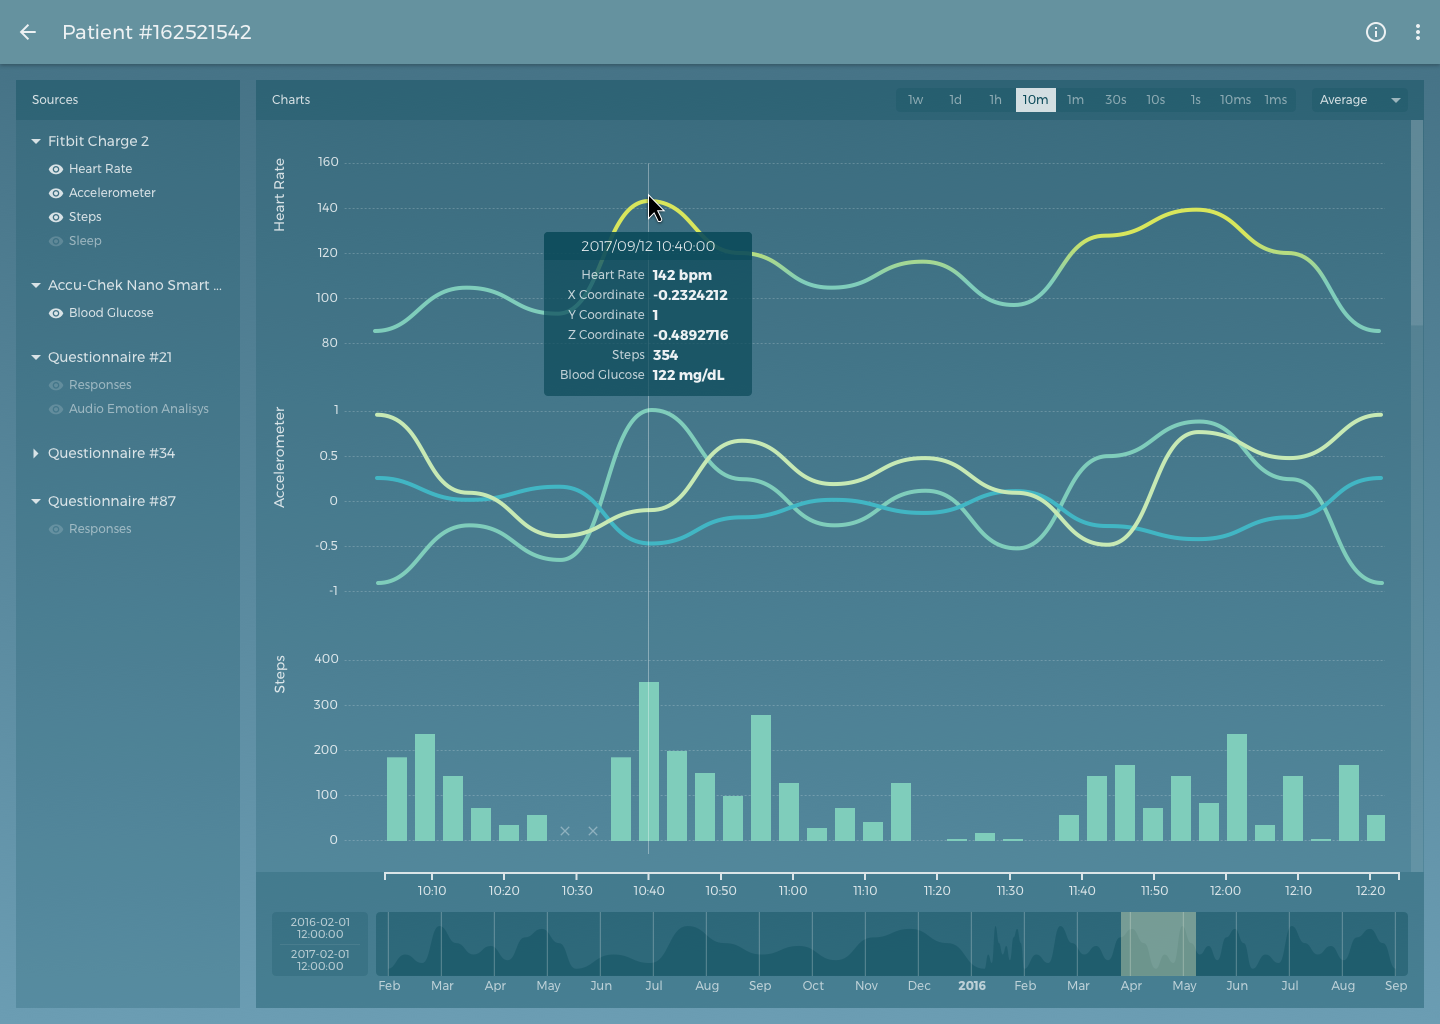 Patient #162521542
Sources
Fitbit Charge 2
Heart Rate
Accelerometer
Steps
Sleep
Accu-Chek Nano Smart ...
Blood Glucose
Questionnaire #21
Responses
Audio Emotion Analisys
Questionnaire #34
Questionnaire #87
Responses
Charts
1w 1d 1h 10m 1m 30s 10s 1s 10ms 1ms
Average
Heart Rate
160
140
120
100
80
2017/09/12 10:40:00
Heart Rate 142 bpm
X Coordinate -0.2324212
Y Coordinate 1
Z Coordinate -0.4892716
Steps 354
Blood Glucose 122 mg/dL
Accelerometer
1
0.5
0
-0.5
-1
Steps
400
300
200
100
0
10:10 10:20 10:30 10:40 10:50 11:00 11:10 11:20 11:30 11:40 11:50 12:00 12:10 12:20
2016-02-01
12:00:00
2017-02-01
12:00:00
Feb Mar Apr May Jun Jul Aug Sep Oct Nov Dec 2016 Feb Mar Apr May Jun Jul Aug Sep